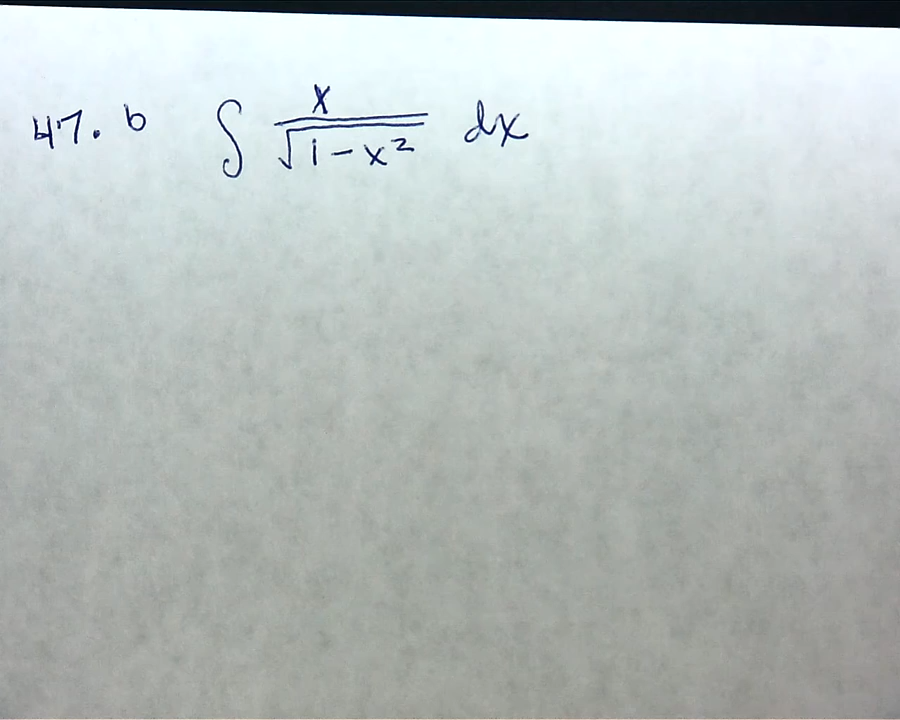 47. b ∫ x/√(1-x²) dx